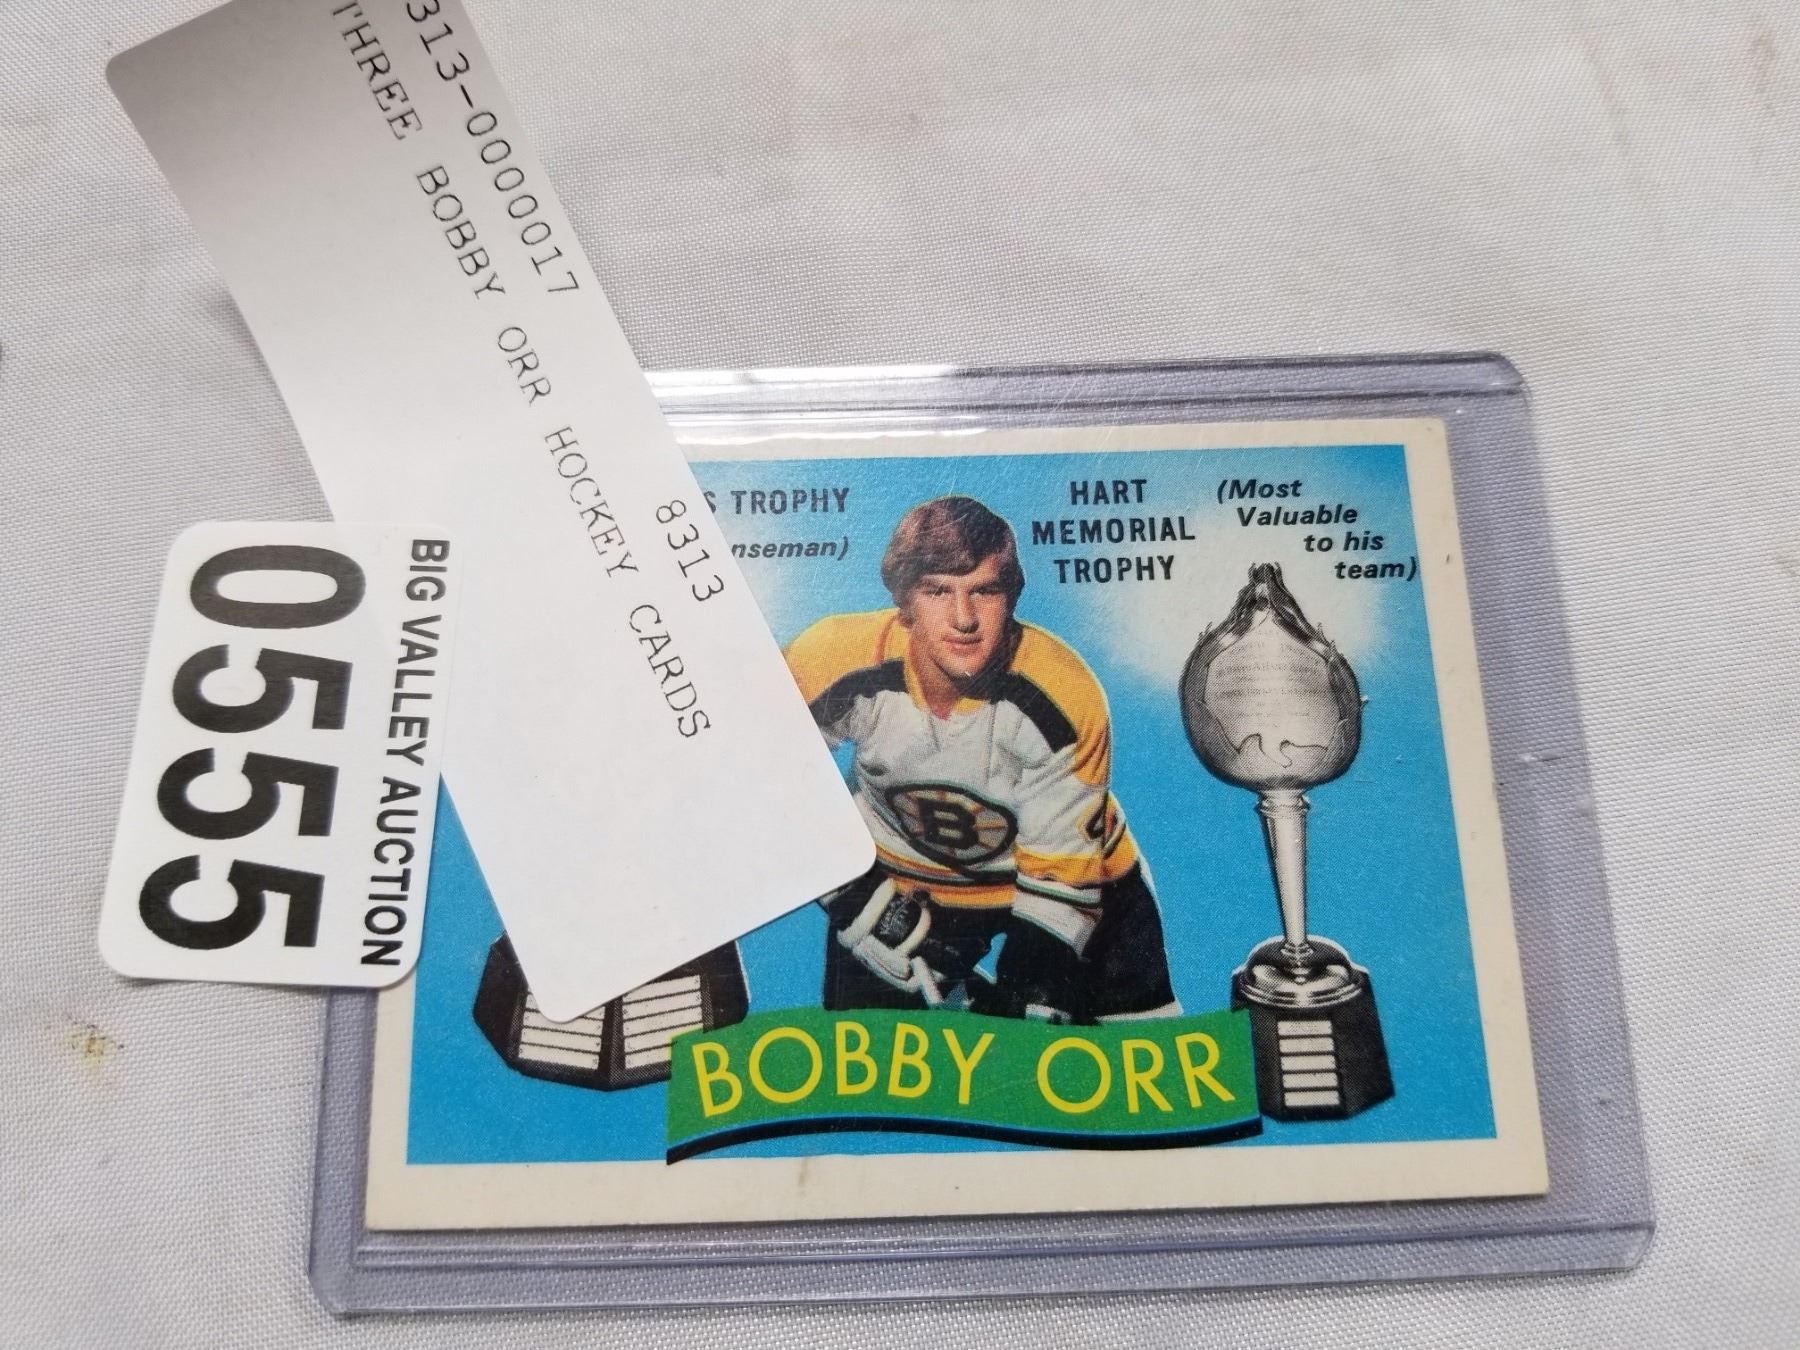 313-0000017
THREE BOBBY ORR HOCKEY CARDS
8313
BIG VALLEY AUCTION
0555
S TROPHY
nseman)
HART
MEMORIAL
TROPHY
(Most
Valuable
to his
team)
B
BOBBY ORR